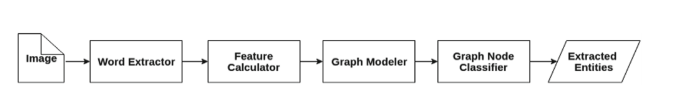 Image
Word Extractor
Feature
Calculator
Graph Modeler
Graph Node
Classifier
Extracted
Entities